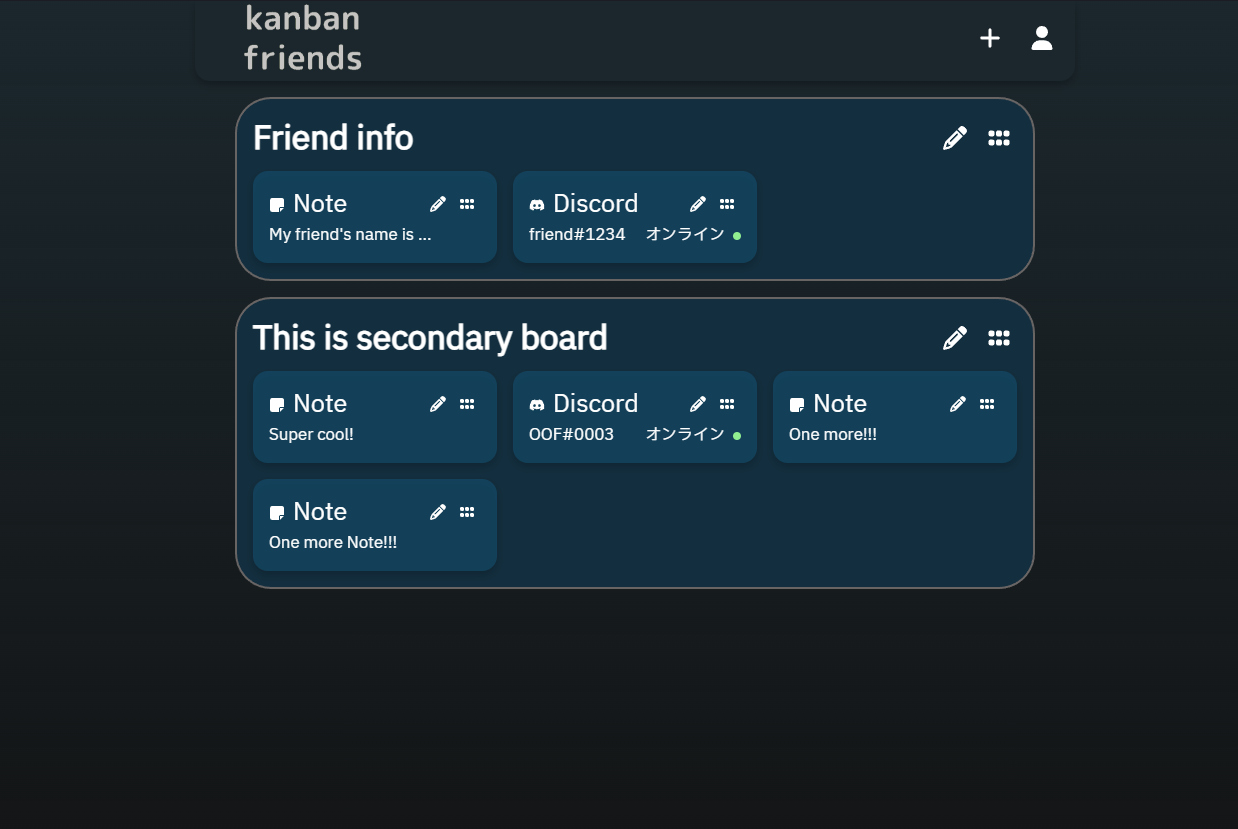 kanban
friends
Friend info
Note
My friend's name is ...
Discord
friend#1234 オンライン
This is secondary board
Note
Super cool!
Discord
OOF#0003 オンライン
Note
One more!!!
Note
One more Note!!!